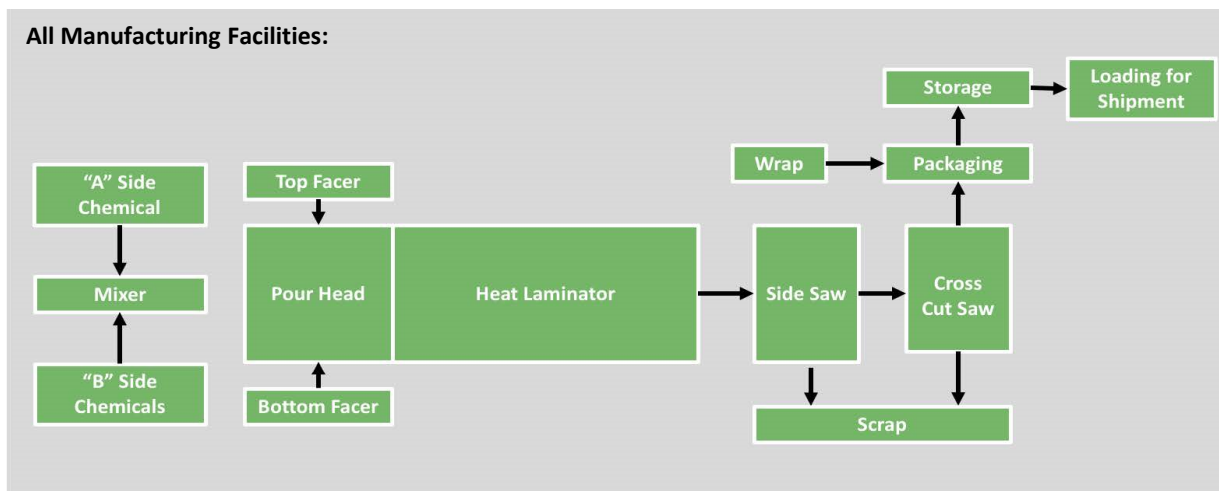 All Manufacturing Facilities:
Storage
Loading for
Shipment
Wrap
Packaging
“A” Side
Chemical
Top Facer
Mixer
Pour Head
Heat Laminator
Side Saw
Cross
Cut Saw
“B” Side
Chemicals
Bottom Facer
Scrap